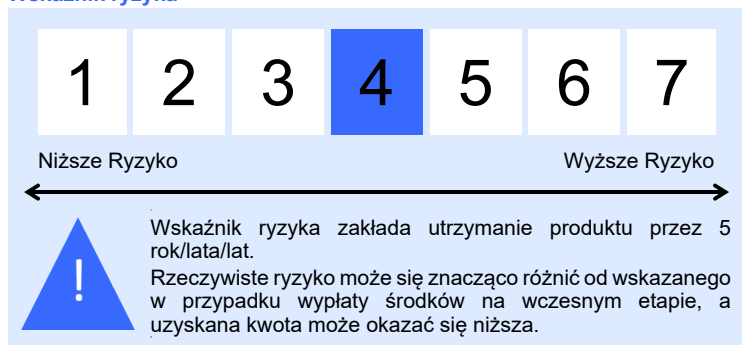 Wskaźnik ryzyka
1 2 3 4 5 6 7
Niższe Ryzyko Wyższe Ryzyko
!
Wskaźnik ryzyka zakłada utrzymanie produktu przez 5
rok/lata/lat.
Rzeczywiste ryzyko może się znacząco różnić od wskazanego
w przypadku wypłaty środków na wczesnym etapie, a
uzyskana kwota może okazać się niższa.